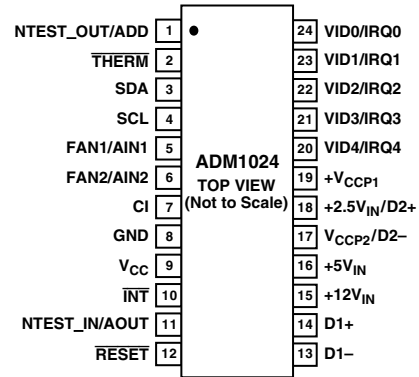 NTEST_OUT/ADD 1
THERM 2
SDA 3
SCL 4
FAN1/AIN1 5
FAN2/AIN2 6
CI 7
GND 8
VCC 9
INT 10
NTEST_IN/AOUT 11
RESET 12
ADM1024
TOP VIEW
(Not to Scale)
24 VID0/IRQ0
23 VID1/IRQ1
22 VID2/IRQ2
21 VID3/IRQ3
20 VID4/IRQ4
19 +VCCP1
18 +2.5VIN/D2+
17 VCCP2/D2–
16 +5VIN
15 +12VIN
14 D1+
13 D1–